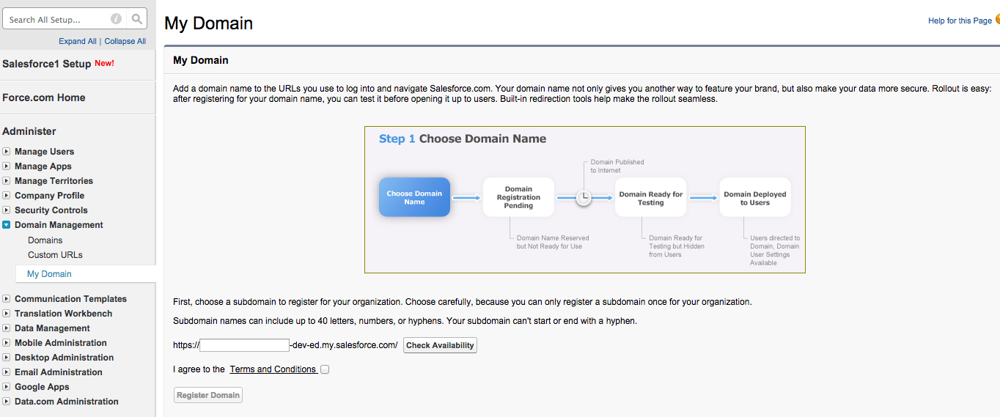 Search All Setup...
Expand All | Collapse All
Salesforce1 Setup New!
Force.com Home
Administer
Manage Users
Manage Apps
Manage Territories
Company Profile
Security Controls
Domain Management
Domains
Custom URLs
My Domain
Communication Templates
Translation Workbench
Data Management
Mobile Administration
Desktop Administration
Email Administration
Google Apps
Data.com Administration
My Domain
Help for this Page
My Domain
Add a domain name to the URLs you use to log into and navigate Salesforce.com. Your domain name not only gives you another way to feature your brand, but also make your data more secure. Rollout is easy:
after registering for your domain name, you can test it before opening it up to users. Built-in redirection tools help make the rollout seamless.
Step 1 Choose Domain Name
Choose Domain
Name
Domain
Registration
Pending
Domain Name Reserved
but Not Ready for Use
Domain Published
to Internet
Domain Ready for
Testing
Domain Ready for
Testing but Hidden
from Users
Domain Deployed
to Users
Users directed to
Domain, Domain
User Settings
Available
First, choose a subdomain to register for your organization. Choose carefully, because you can only register a subdomain once for your organization.
Subdomain names can include up to 40 letters, numbers, or hyphens. Your subdomain can't start or end with a hyphen.
https:// -dev-ed.my.salesforce.com/ Check Availability
I agree to the Terms and Conditions
Register Domain